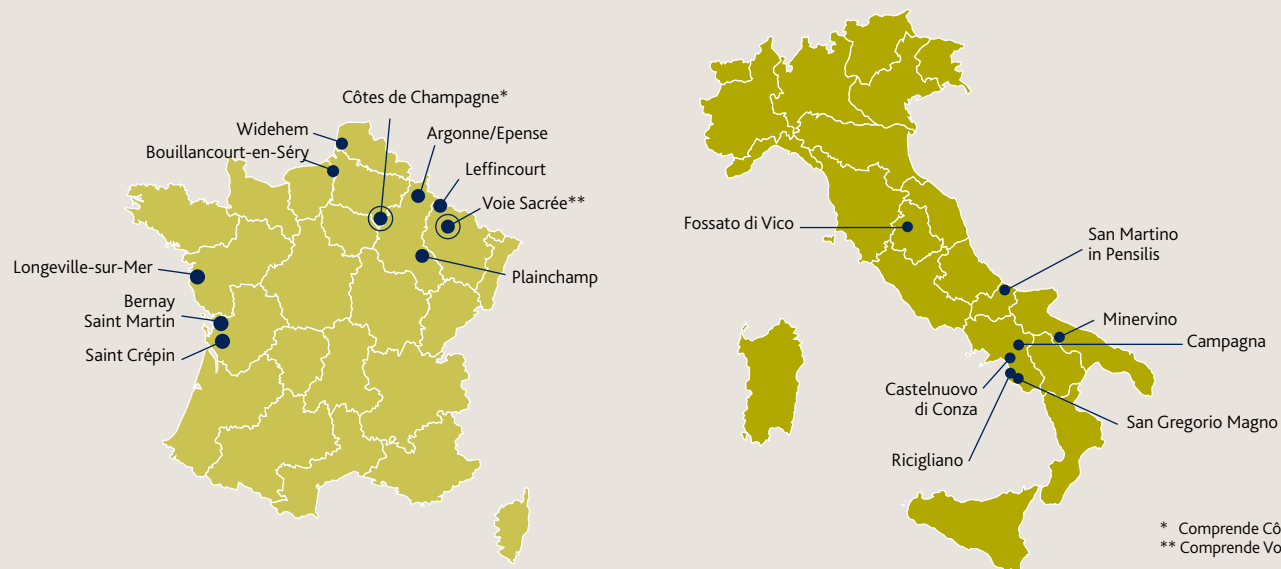 Côtes de Champagne*
Widehem
Bouillancourt-en-Séry
Argonne/Epense
Leffincourt
Voie Sacrée**
Plainchamp
Longeville-sur-Mer
Bernay
Saint Martin
Saint Crépin
Fossato di Vico
San Martino
in Pensilis
Minervino
Campagna
Castelnuovo
di Conza
San Gregorio Magno
Ricigliano
* Comprende
** Comprende